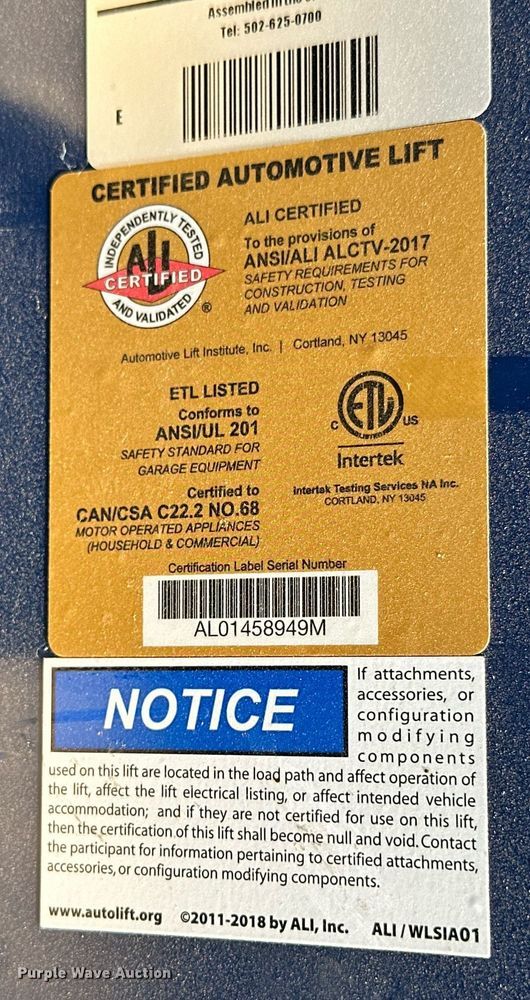 Assembled in the
Tel: 502-625-0700
E
CERTIFIED AUTOMOTIVE LIFT
INDEPENDENTLY TESTED
ALI
CERTIFIED
AND VALIDATED
®
ALI CERTIFIED
To the provisions of
ANSI/ALI ALCTV-2017
SAFETY REQUIREMENTS FOR
CONSTRUCTION, TESTING
AND VALIDATION
Automotive Lift Institute, Inc. | Cortland, NY 13045
ETL LISTED
Conforms to
ANSI/UL 201
SAFETY STANDARD FOR
GARAGE EQUIPMENT
Certified to
CAN/CSA C22.2 NO.68
MOTOR OPERATED APPLIANCES
(HOUSEHOLD & COMMERCIAL)
ETL
LISTED
C US
Intertek
Intertek Testing Services NA Inc.
CORTLAND, NY 13045
Certification Label Serial Number
AL01458949M
NOTICE
If attachments,
accessories, or
configuration
modifying
components
used on this lift are located in the load path and affect operation of
the lift, affect the lift electrical listing, or affect intended vehicle
accommodation; and if they are not certified for use on this lift,
then the certification of this lift shall become null and void. Contact
the participant for information pertaining to certified attachments,
accessories, or configuration modifying components.
www.autolift.org ©2011-2018 by ALI, Inc. ALI / WLSIA01
Purple Wave Auction